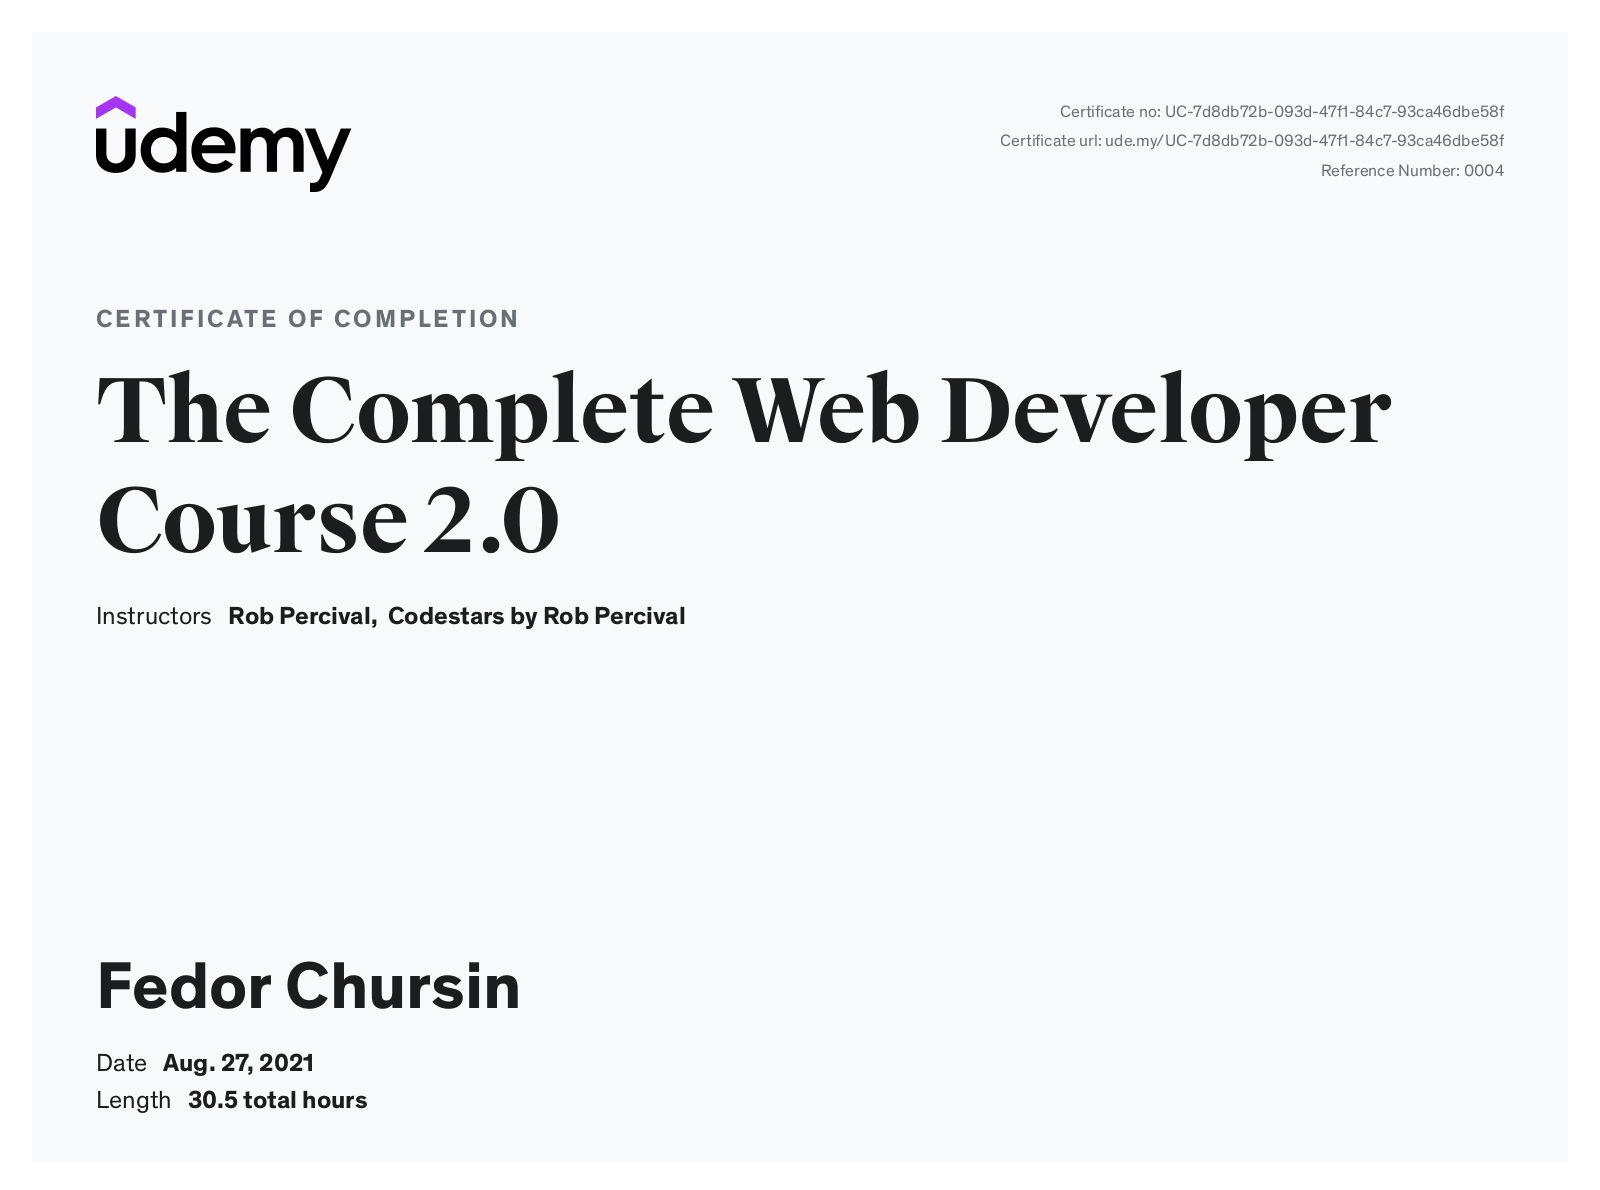 udemy
Certificate no: UC-7d8db72b-093d-47f1-84c7-93ca46dbe58f
Certificate url: ude.my/UC-7d8db72b-093d-47f1-84c7-93ca46dbe58f
Reference Number: 0004
CERTIFICATE OF COMPLETION
The Complete Web Developer
Course 2.0
Instructors Rob Percival, Codestars by Rob Percival
Fedor Chursin
Date Aug. 27, 2021
Length 30.5 total hours